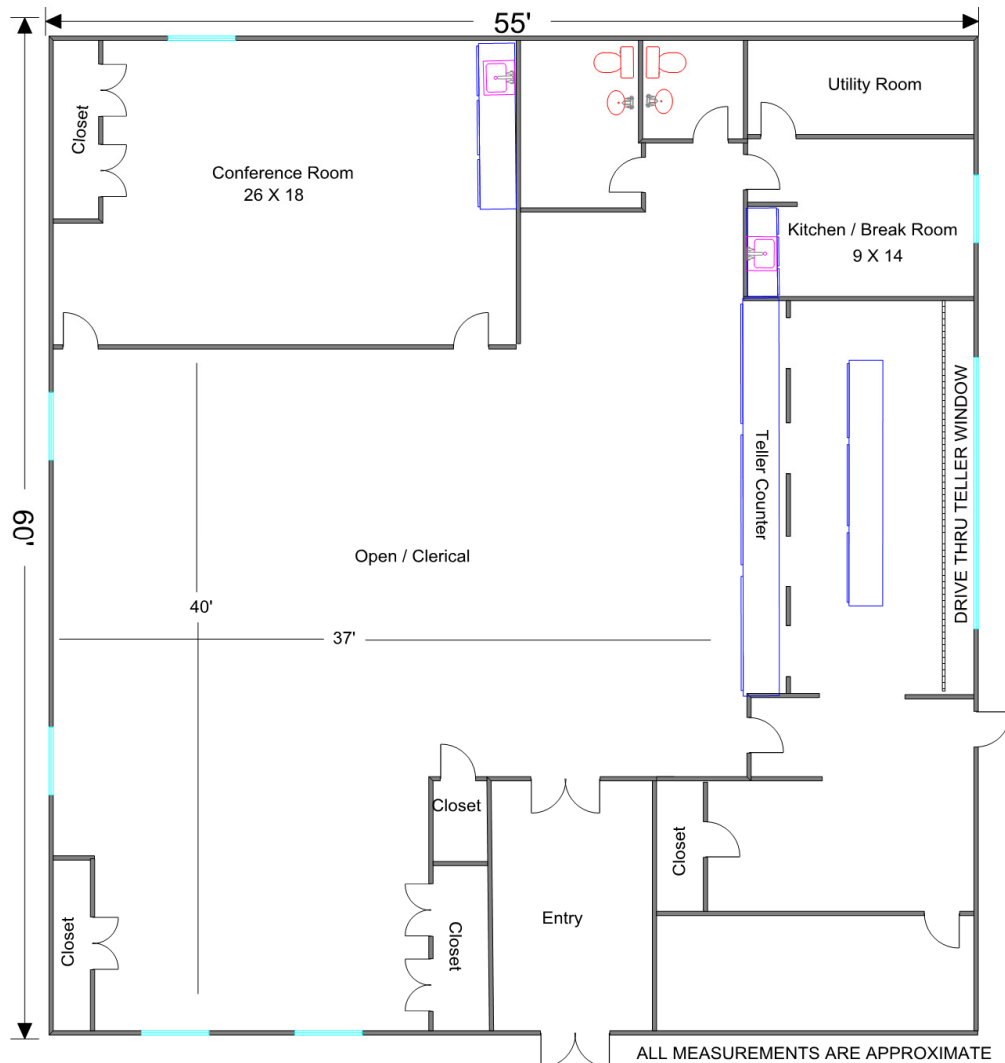 55'
Utility Room
Closet
Conference Room
26 X 18
Kitchen / Break Room
9 X 14
60'
Teller Counter
DRIVE THRU TELLER WINDOW
Open / Clerical
40'
37'
Closet
Closet
Closet
Closet
Entry
ALL MEASUREMENTS ARE APPROXIMATE